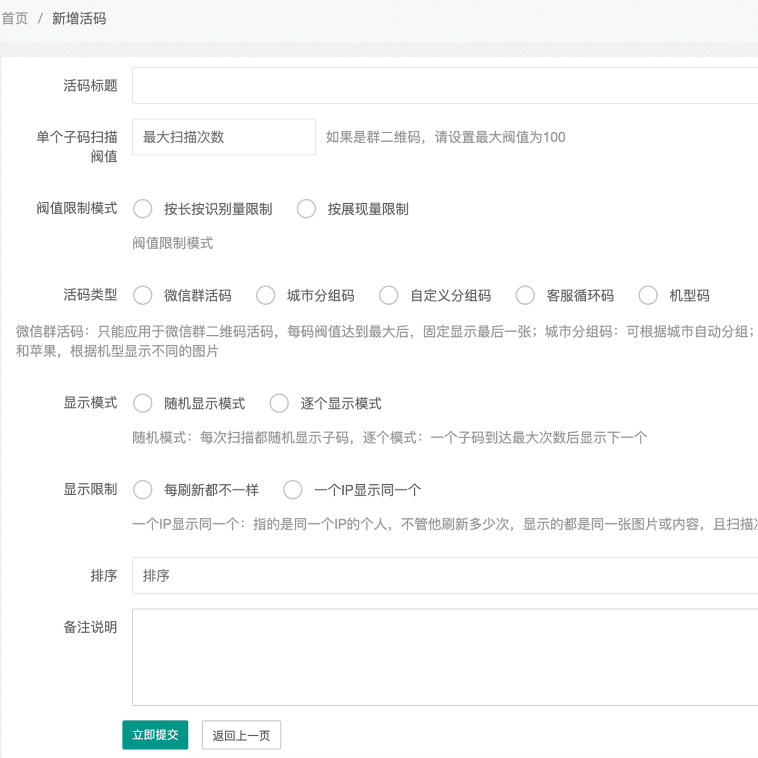 首页 / 新增活码
活码标题
单个子码扫描 最大扫描次数 如果是群二维码，请设置最大阀值为100
阀值
阀值限制模式 按长按识别量限制 按展现量限制
阀值限制模式
活码类型 微信群活码 城市分组码 自定义分组码 客服循环码 机型码
微信群活码：只能应用于微信群二维码活码，每码阀值达到最大后，固定显示最后一张；城市分组码：可根据城市自动分组；
和苹果，根据机型显示不同的图片
显示模式 随机显示模式 逐个显示模式
随机模式：每次扫描都随机显示子码，逐个模式：一个子码到达最大次数后显示下一个
显示限制 每刷新都不一样 一个IP显示同一个
一个IP显示同一个：指的是同一个IP的个人，不管他刷新多少次，显示的都是同一张图片或内容，且扫描
排序 排序
备注说明
立即提交 返回上一页